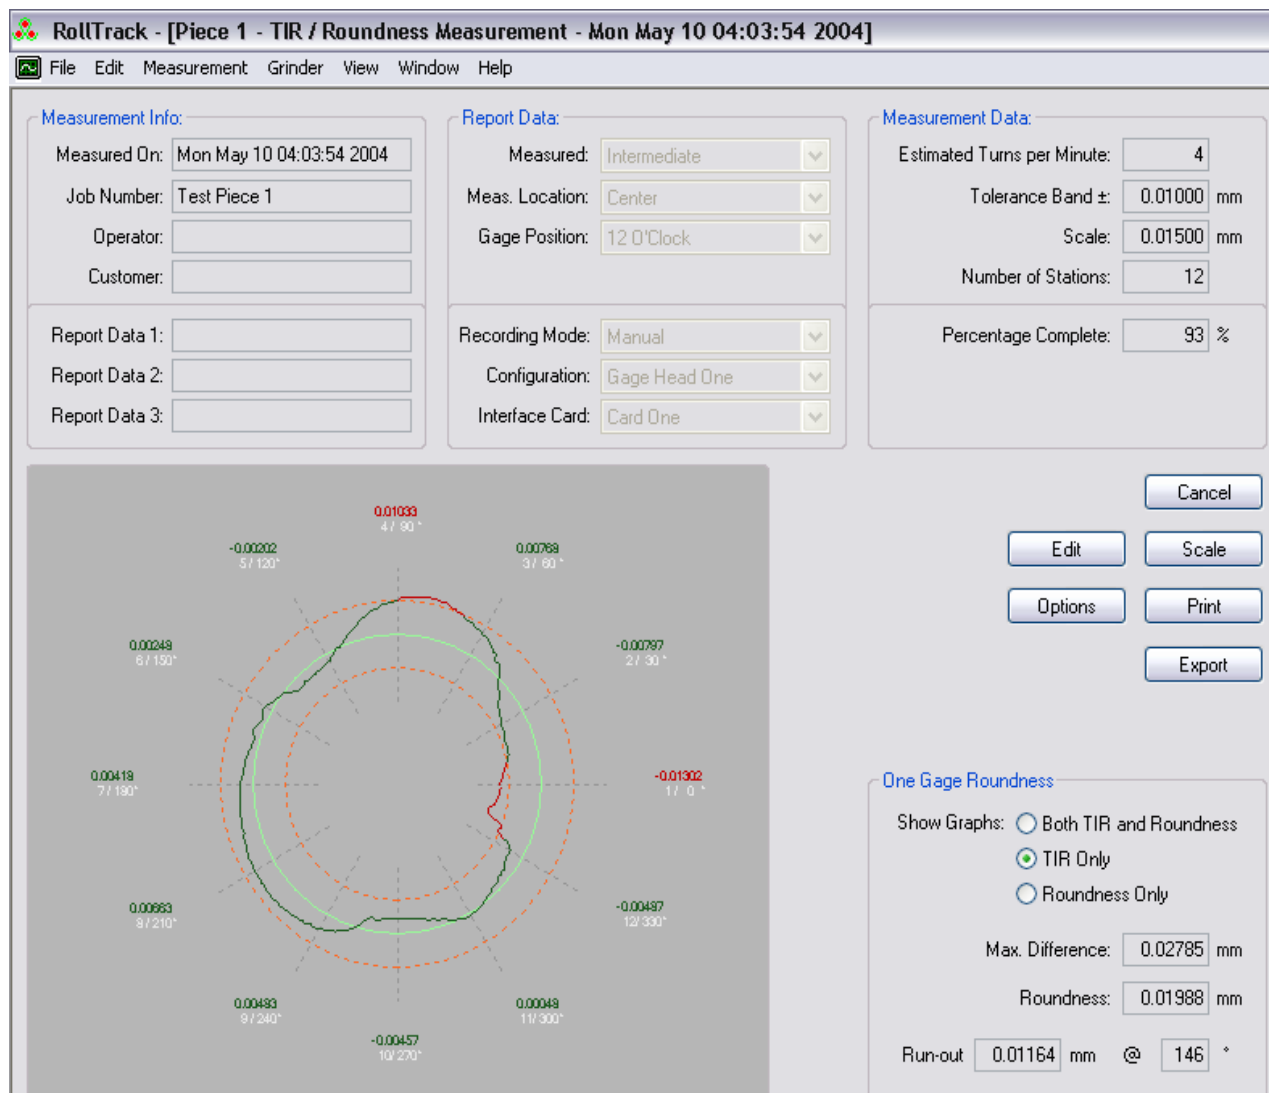 RollTrack - [Piece 1 - TIR / Roundness Measurement - Mon May 10 04:03:54 2004]
File Edit Measurement Grinder View Window Help
Measurement Info:
Measured On: Mon May 10 04:03:54 2004
Job Number: Test Piece 1
Operator:
Customer:
Report Data 1:
Report Data 2:
Report Data 3:
Report Data:
Measured: Intermediate
Meas. Location: Center
Gage Position: 12 O'Clock
Recording Mode: Manual
Configuration: Gage Head One
Interface Card: Card One
Measurement Data:
Estimated Turns per Minute: 4
Tolerance Band ±: 0.01000 mm
Scale: 0.01500 mm
Number of Stations: 12
Percentage Complete: 93 %
0.01033
4 / 90 °
-0.00202
5 / 120°
0.00768
3 / 60 °
0.00248
6 / 150°
-0.00797
2 / 30 °
0.00418
7 / 180°
-0.01302
1 / 0 °
0.00663
8 / 210°
-0.00497
12/ 330°
0.00493
9 / 240°
0.00048
11/ 300°
-0.00457
10/ 270°
Cancel
Edit
Scale
Options
Print
Export
One Gage Roundness
Show Graphs: Both TIR and Roundness
TIR Only
Roundness Only
Max. Difference: 0.02785 mm
Roundness: 0.01988 mm
Run-out 0.01164 mm @ 146 °